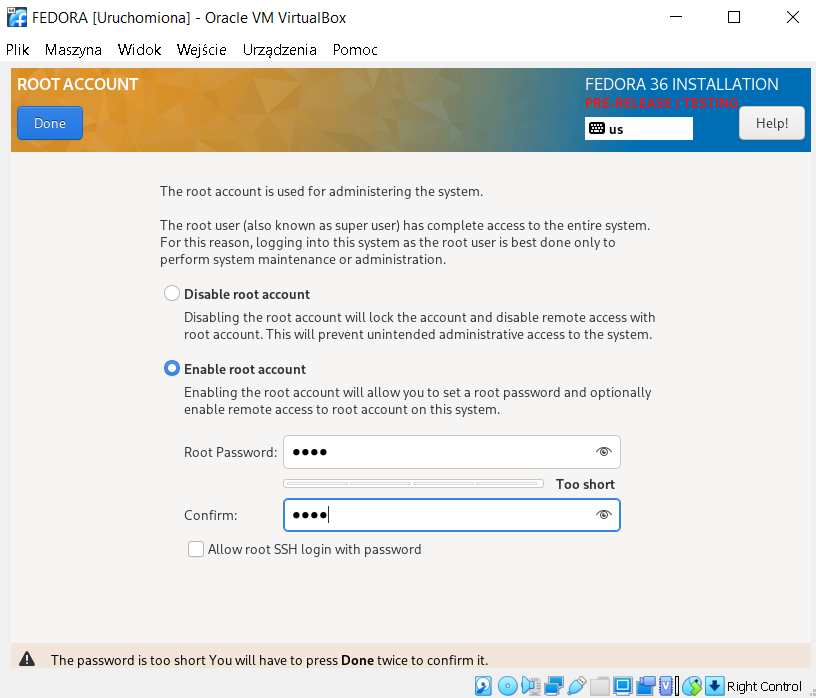 FEDORA [Uruchomiona] - Oracle VM VirtualBox
Plik Maszyna Widok Wejście Urządzenia Pomoc
ROOT ACCOUNT
FEDORA 36 INSTALLATION
PRE-RELEASE / TESTING
Done
us
Help!
The root account is used for administering the system.
The root user (also known as super user) has complete access to the entire system.
For this reason, logging into this system as the root user is best done only to
perform system maintenance or administration.
Disable root account
Disabling the root account will lock the account and disable remote access with
root account. This will prevent unintended administrative access to the system.
Enable root account
Enabling the root account will allow you to set a root password and optionally
enable remote access to root account on this system.
Root Password: ●●●●
Too short
Confirm: ●●●●
Allow root SSH login with password
The password is too short You will have to press Done twice to confirm it.
Right Control